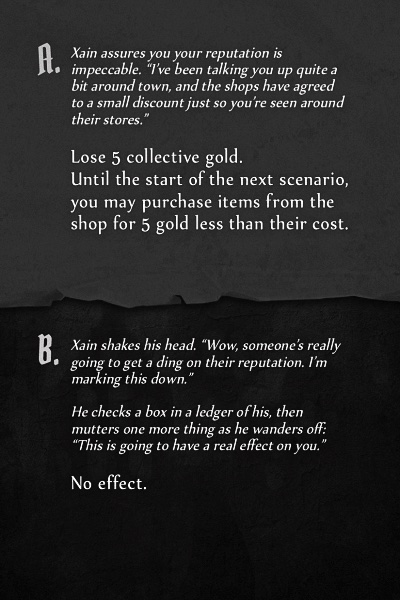 A. Xain assures you your reputation is
impeccable. “I’ve been talking you up quite a
bit around town, and the shops have agreed
to a small discount just so you’re seen around
their stores.”
Lose 5 collective gold.
Until the start of the next scenario,
you may purchase items from the
shop for 5 gold less than their cost.
B. Xain shakes his head. “Wow, someone’s really
going to get a ding on their reputation. I’m
marking this down.”
He checks a box in a ledger of his, then
mutters one more thing as he wanders off:
“This is going to have a real effect on you.”
No effect.